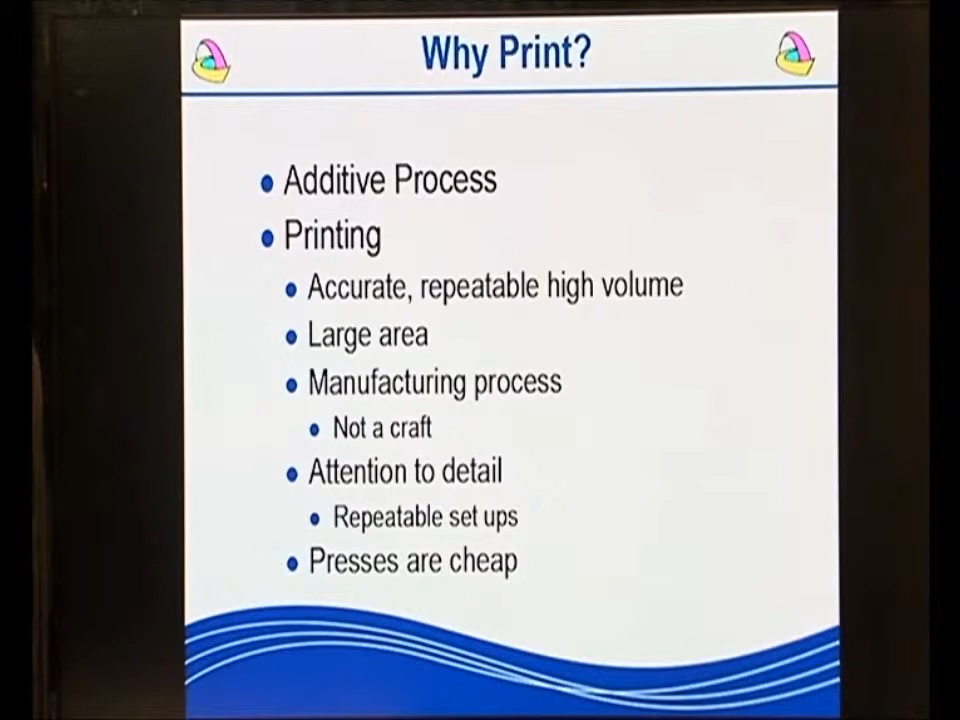 Why Print?
Additive Process
Printing
Accurate, repeatable high volume
Large area
Manufacturing process
Not a craft
Attention to detail
Repeatable set ups
Presses are cheap